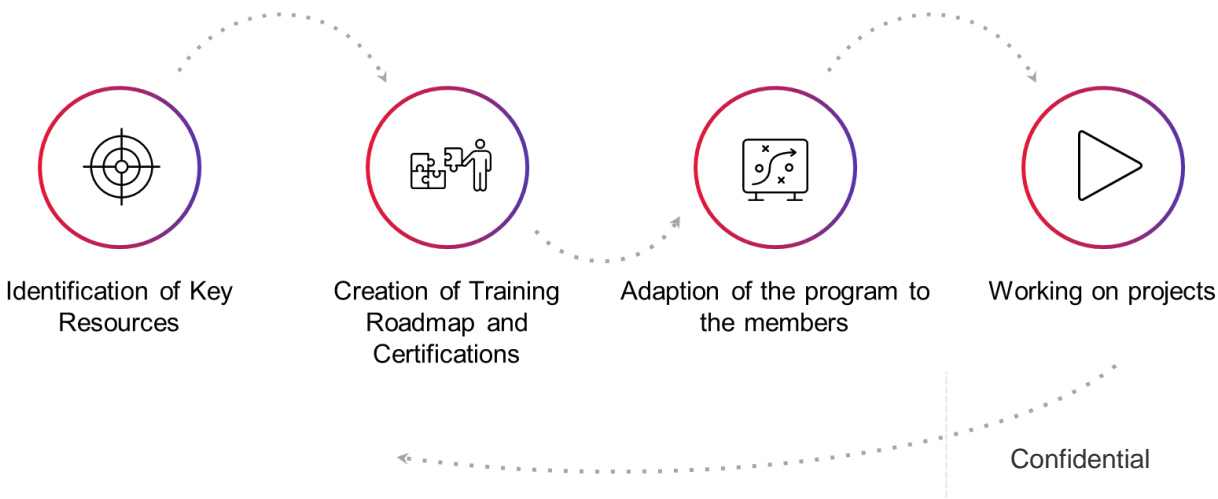 Identification of Key
Resources
Creation of Training
Roadmap and
Certifications
Adaption of the program to
the members
Working on projects
Confidential